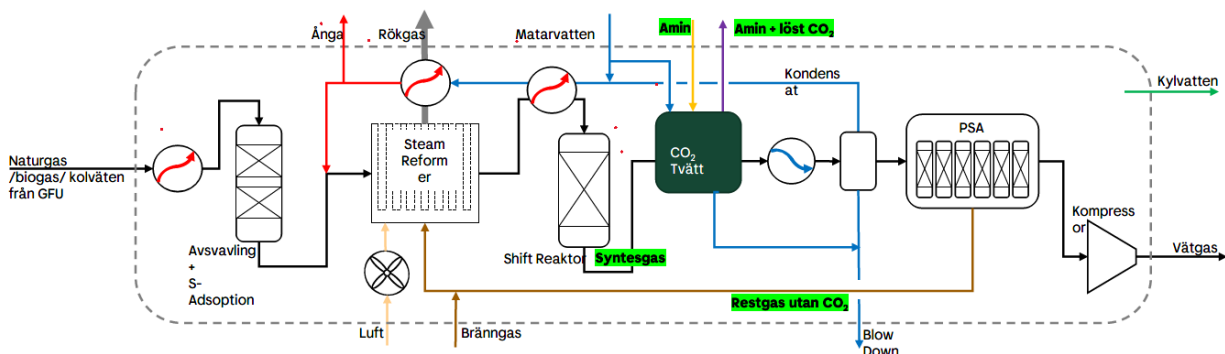 Ånga
Rökgas
Matarvatten
Amin
Amin + löst CO₂
Kondens
at
Kylvatten
Naturgas
/biogas/ kolväten
från GFU
Steam
Reform
er
CO₂
Tvätt
PSA
Kompress
or
Vätgas
Avsvavling
+
S-
Adsoption
Shift Reaktor
Syntesgas
Restgas utan CO₂
Luft
Bränngas
Blow
Down